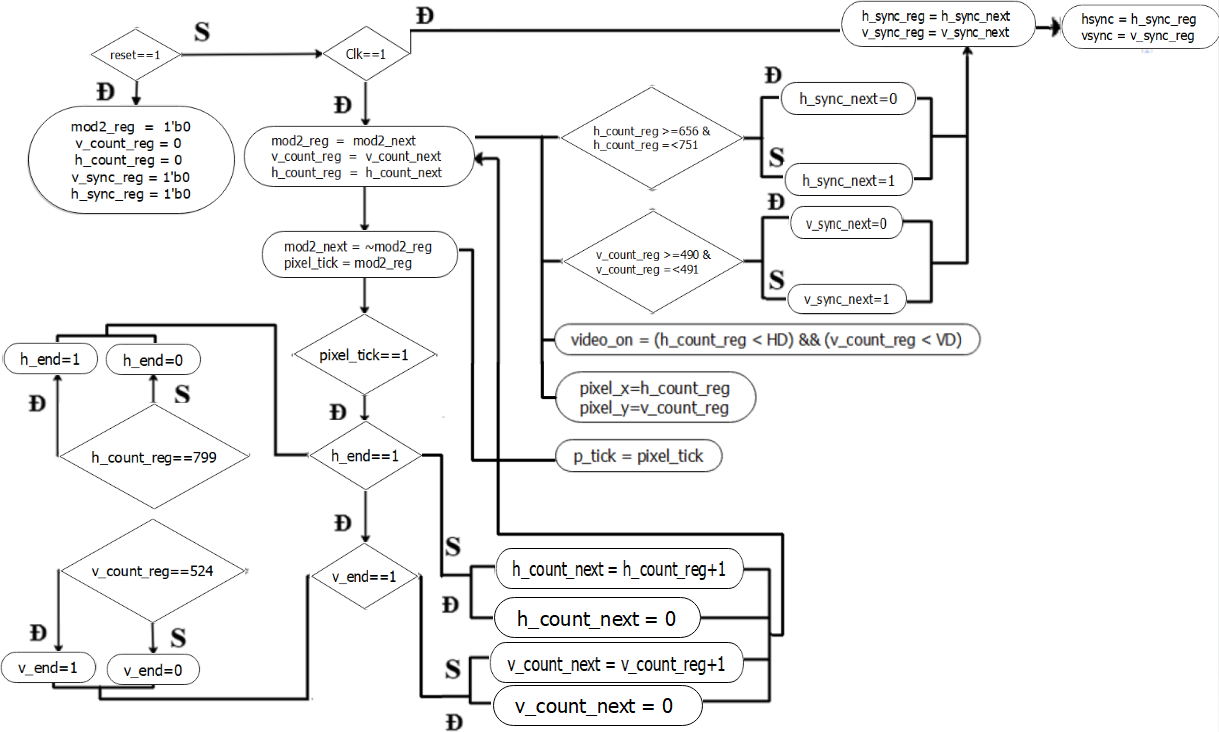 Đ
S
reset==1
Clk==1
h_sync_reg = h_sync_next
v_sync_reg = v_sync_next
hsync = h_sync_reg
vsync = v_sync_reg
Đ
Đ
mod2_reg = 1'b0
v_count_reg = 0
h_count_reg = 0
v_sync_reg = 1'b0
h_sync_reg = 1'b0
mod2_reg = mod2_next
v_count_reg = v_count_next
h_count_reg = h_count_next
h_count_reg >=656 &
h_count_reg =<751
Đ
h_sync_next=0
S
h_sync_next=1
mod2_next = ~mod2_reg
pixel_tick = mod2_reg
v_count_reg >=490 &
v_count_reg =<491
Đ
v_sync_next=0
S
v_sync_next=1
video_on = (h_count_reg < HD) && (v_count_reg < VD)
pixel_x=h_count_reg
pixel_y=v_count_reg
p_tick = pixel_tick
pixel_tick==1
Đ
h_end=1
h_end=0
Đ
S
h_count_reg==799
h_end==1
Đ
v_count_reg==524
Đ
S
v_end=1
v_end=0
v_end==1
S
h_count_next = h_count_reg+1
Đ
h_count_next = 0
S
v_count_next = v_count_reg+1
Đ
v_count_next = 0